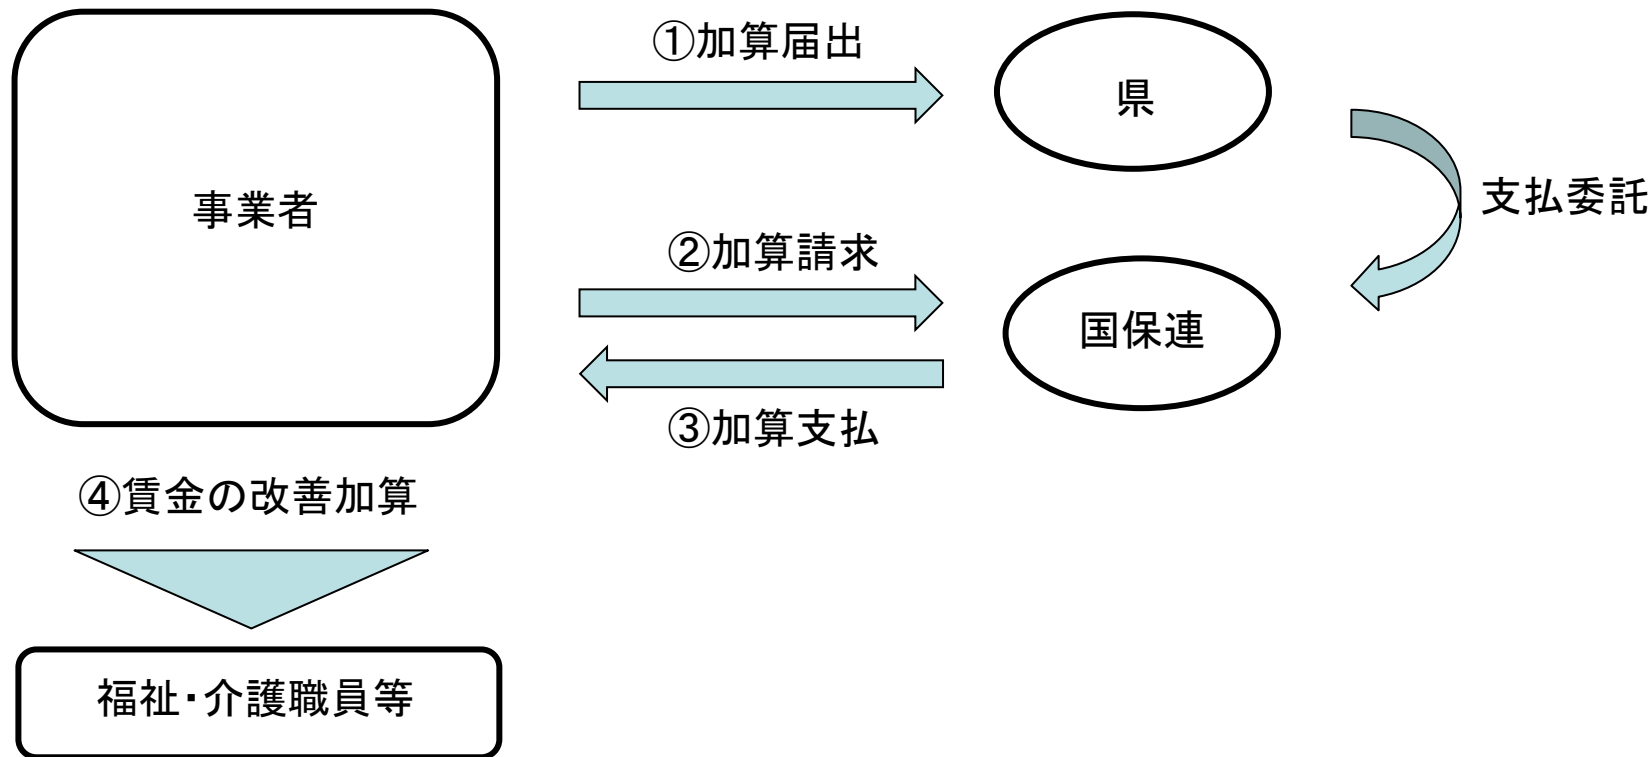 ①加算届出
県
事業者
支払委託
②加算請求
国保連
③加算支払
④賃金の改善加算
福祉・介護職員等